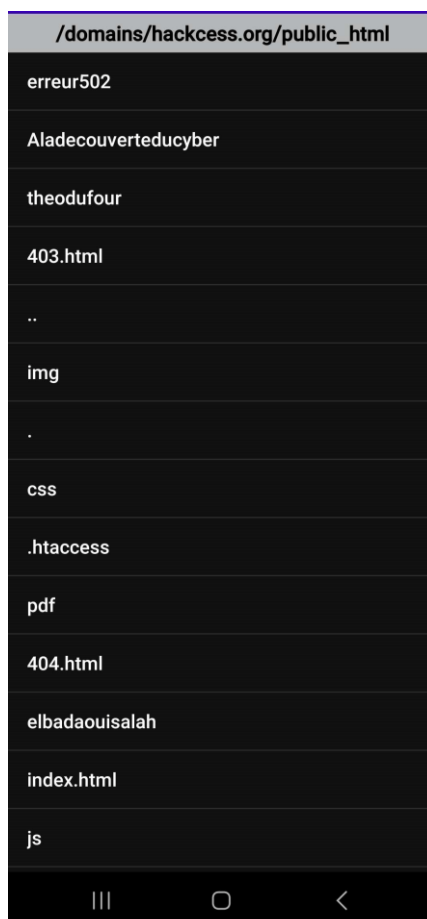 /domains/hackcess.org/public_html
erreur502
Aladecouverteducyber
theodufour
403.html
..
img
.
css
.htaccess
pdf
404.html
elbadaouisalah
index.html
js